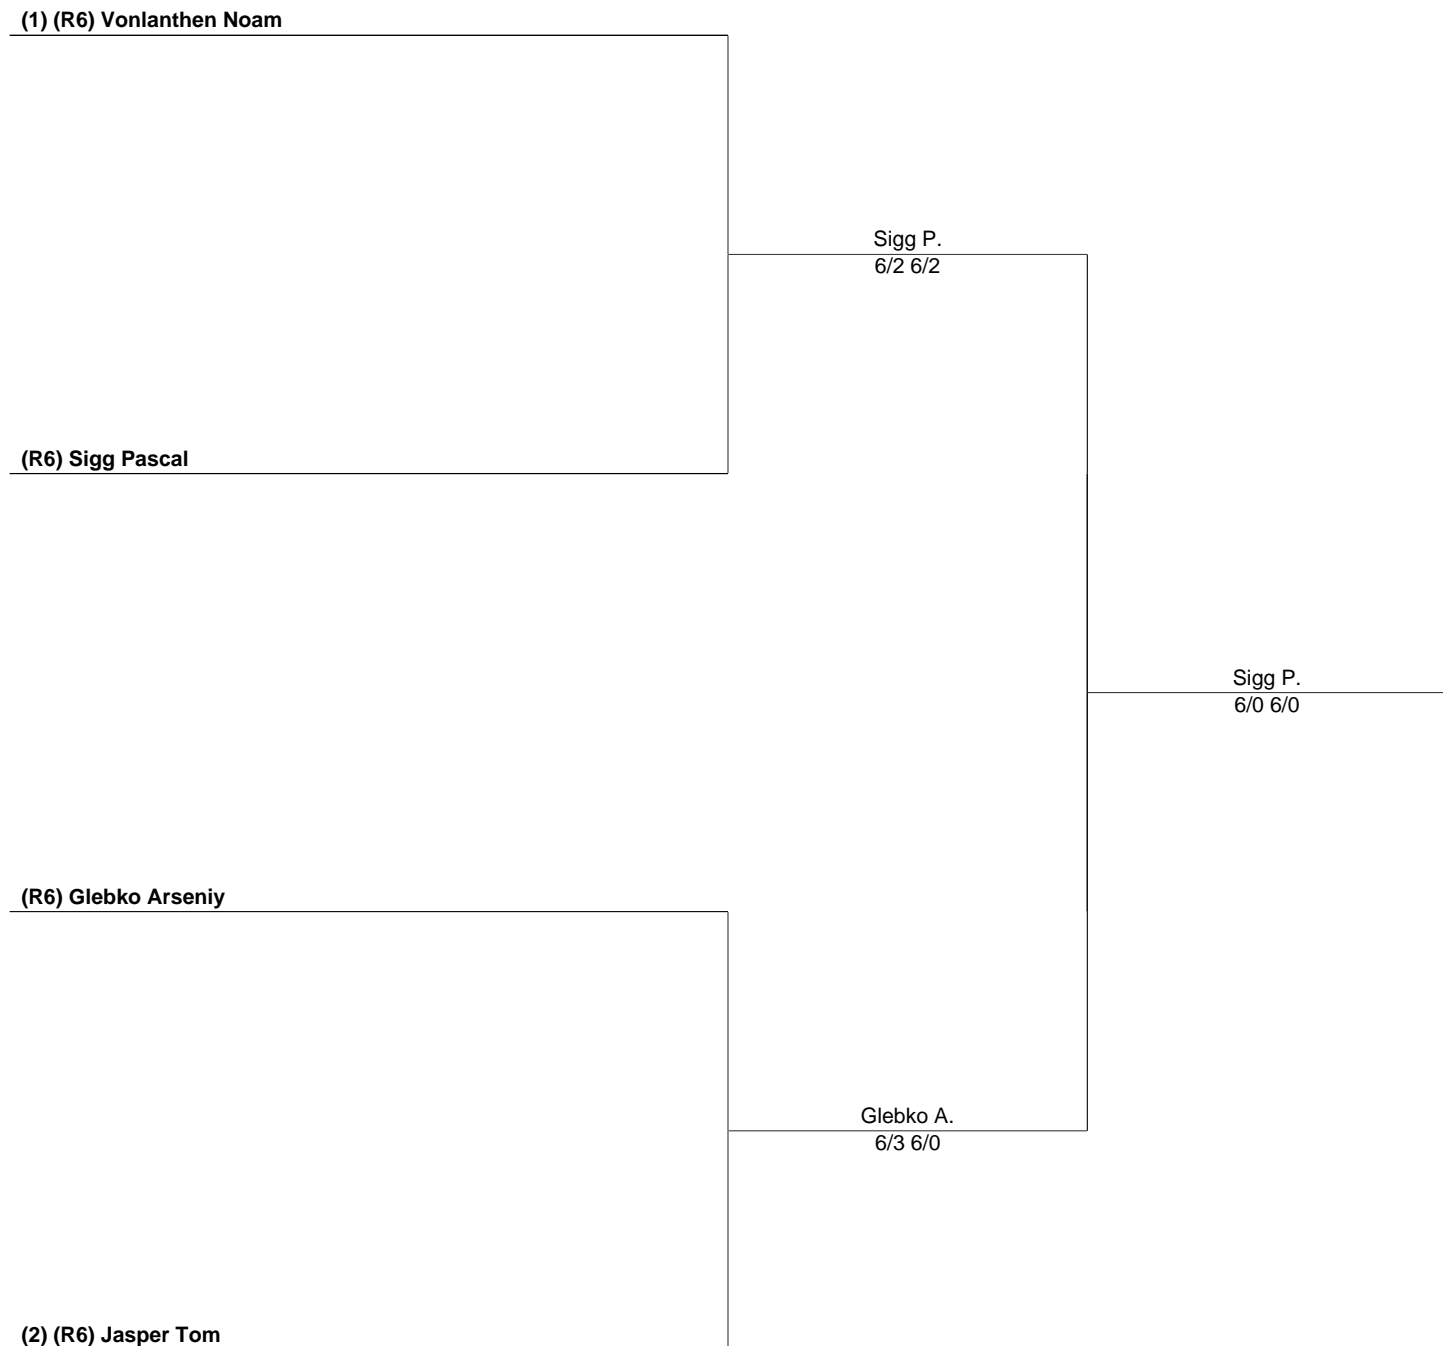 (1) (R6) Vonlanthen Noam
Sigg P.
6/2 6/2
(R6) Sigg Pascal
Sigg P.
6/0 6/0
(R6) Glebko Arseniy
Glebko A.
6/3 6/0
(2) (R6) Jasper Tom